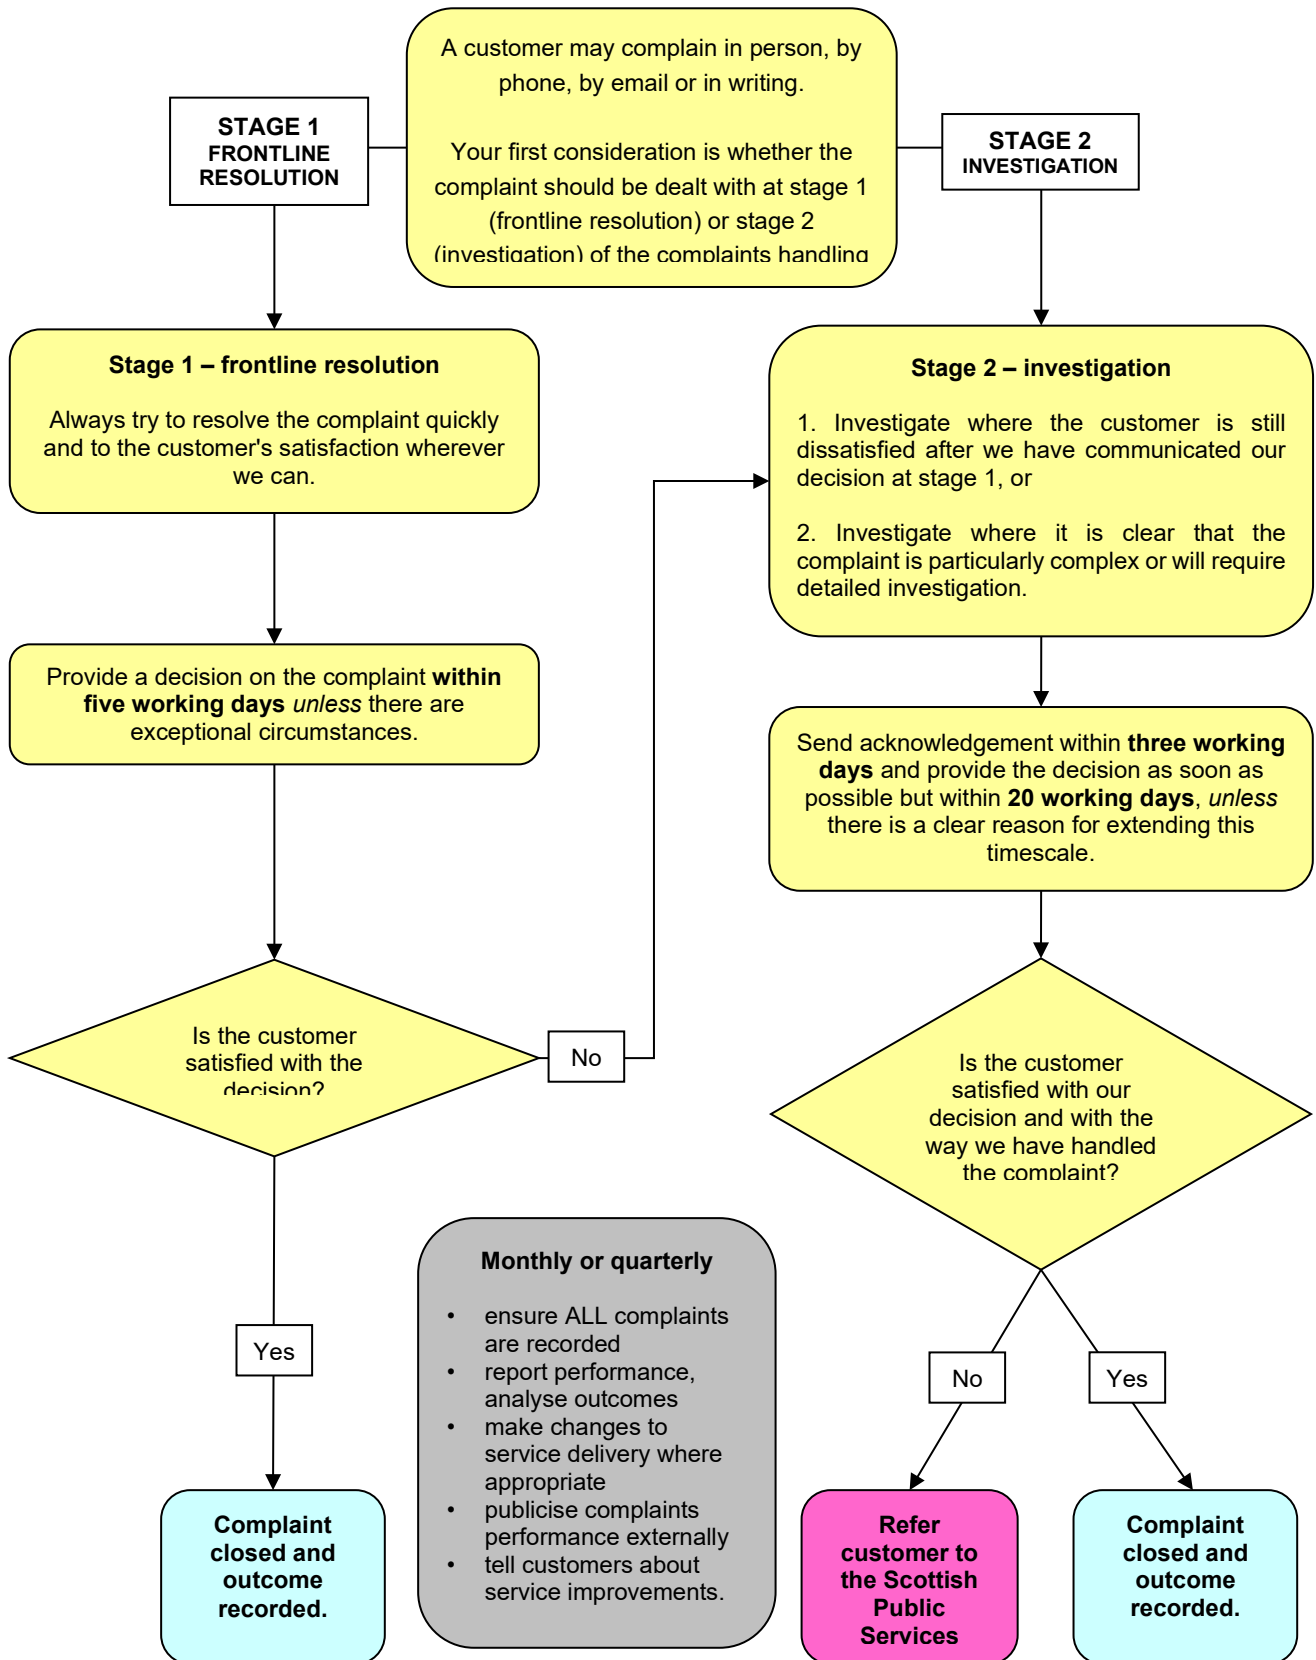 A customer may complain in person, by
phone, by email or in writing.
Your first consideration is whether the
complaint should be dealt with at stage 1
(frontline resolution) or stage 2
(investigation) of the complaints handling
STAGE 1
FRONTLINE
RESOLUTION
STAGE 2
INVESTIGATION
Stage 1 – frontline resolution
Always try to resolve the complaint quickly
and to the customer's satisfaction wherever
we can.
Provide a decision on the complaint within
five working days unless there are
exceptional circumstances.
Is the customer
satisfied with the
decision?
No
Yes
Complaint
closed and
outcome
recorded.
Stage 2 – investigation
1. Investigate where the customer is still
dissatisfied after we have communicated our
decision at stage 1, or
2. Investigate where it is clear that the
complaint is particularly complex or will require
detailed investigation.
Send acknowledgement within three working
days and provide the decision as soon as
possible but within 20 working days, unless
there is a clear reason for extending this
timescale.
Is the customer
satisfied with our
decision and with the
way we have handled
the complaint?
No
Yes
Refer
customer to
the Scottish
Public
Services
Complaint
closed and
outcome
recorded.
Monthly or quarterly
• ensure ALL complaints
are recorded
• report performance,
analyse outcomes
• make changes to
service delivery where
appropriate
• publicise complaints
performance externally
• tell customers about
service improvements.